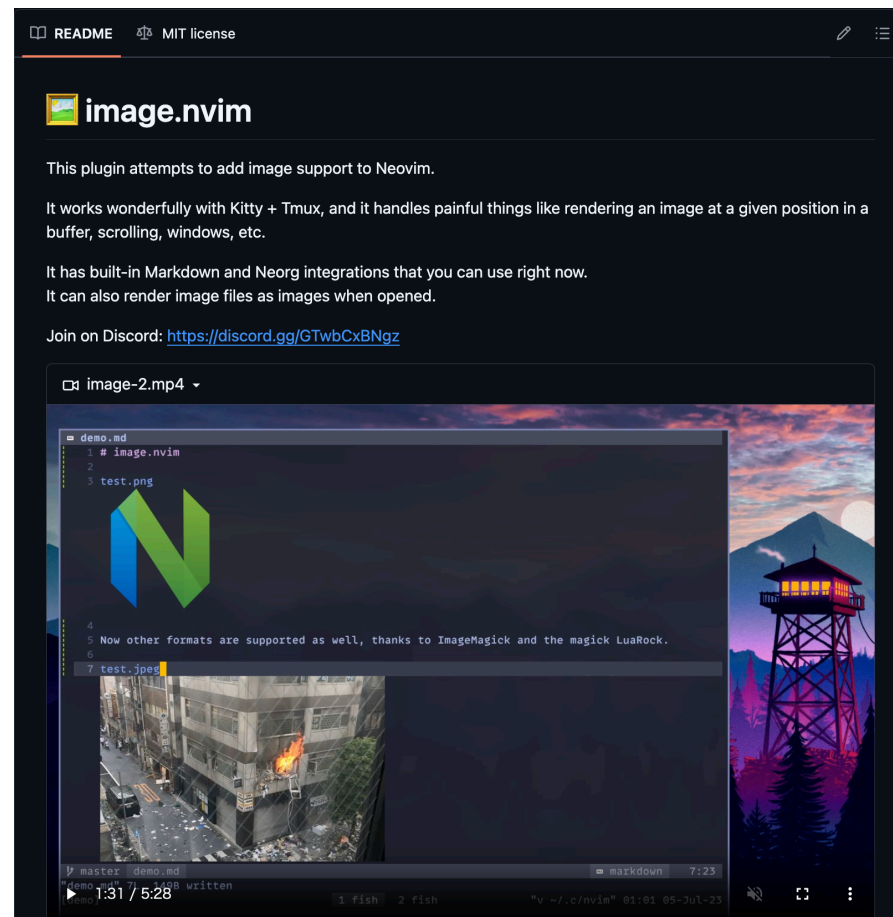 README MIT license
image.nvim
This plugin attempts to add image support to Neovim.
It works wonderfully with Kitty + Tmux, and it handles painful things like rendering an image at a given position in a
buffer, scrolling, windows, etc.
It has built-in Markdown and Neorg integrations that you can use right now.
It can also render image files as images when opened.
Join on Discord: https://discord.gg/GTwbCxBNgz
image-2.mp4
demo.md
1 # image.nvim
2
3 test.png
4
5 Now other formats are supported as well, thanks to ImageMagick and the magick LuaRock.
6
7 test.jpeg
master demo.md markdown 7:23
"demo.md" 7L, 149B written
1:31 / 5:28
[demo] 1 fish 2 fish "v ~/.c/nvim" 01:01 05-Jul-23